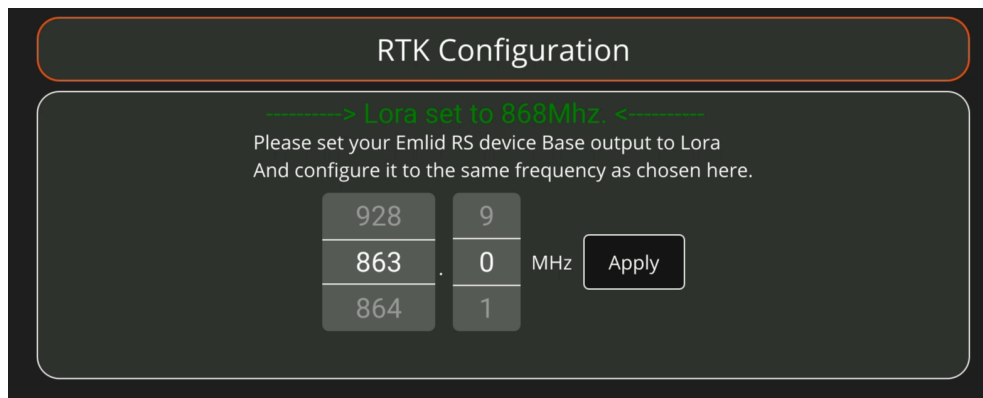 RTK Configuration
----------> Lora set to 868Mhz. <----------
Please set your Emlid RS device Base output to Lora
And configure it to the same frequency as chosen here.
928 9
863 . 0 MHz Apply
864 1